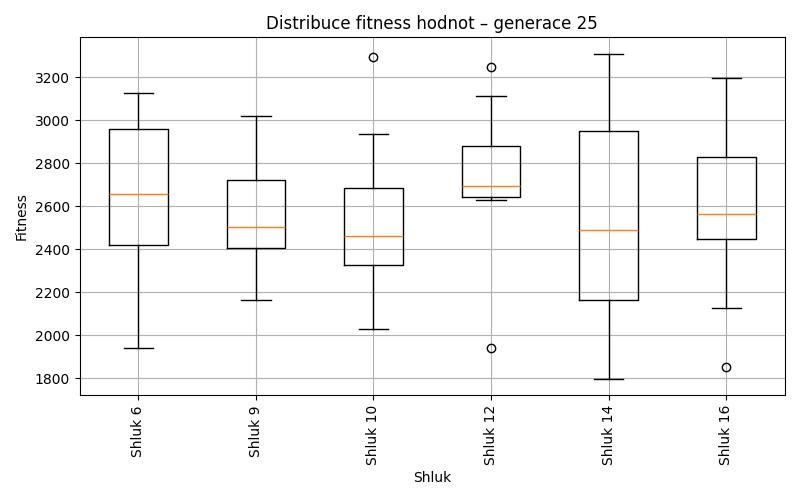 Distribuce fitness hodnot – generace 25
Fitness
3200
3000
2800
2600
2400
2200
2000
1800
Shluk 6
Shluk 9
Shluk 10
Shluk 12
Shluk 14
Shluk 16
Shluk